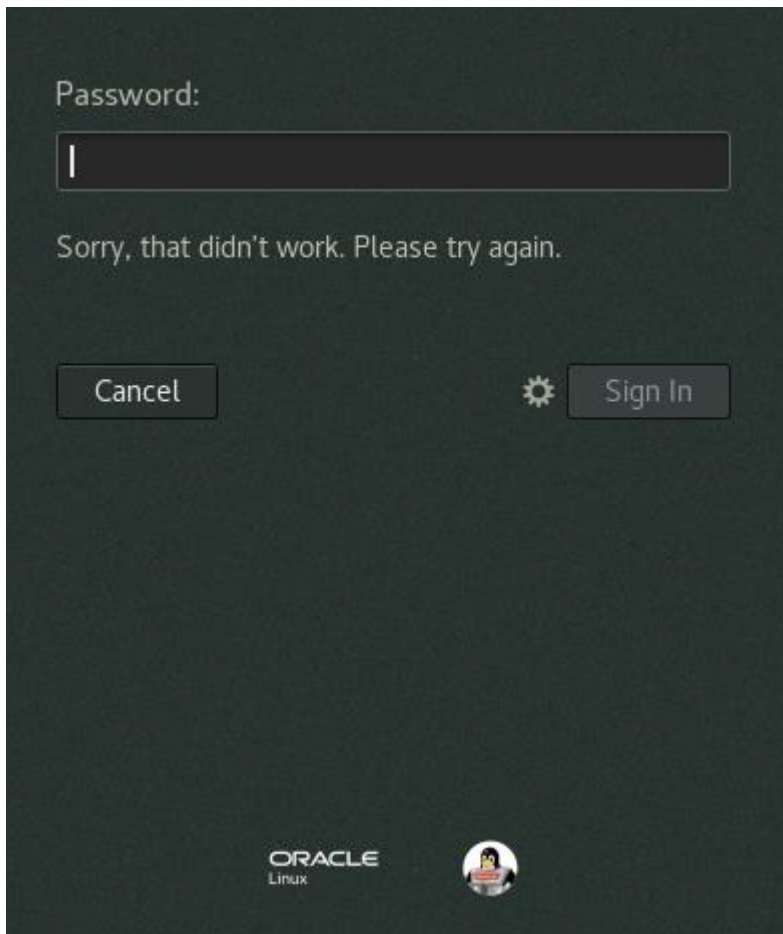 Password:
Sorry, that didn't work. Please try again.
Cancel
Sign In
ORACLE
Linux